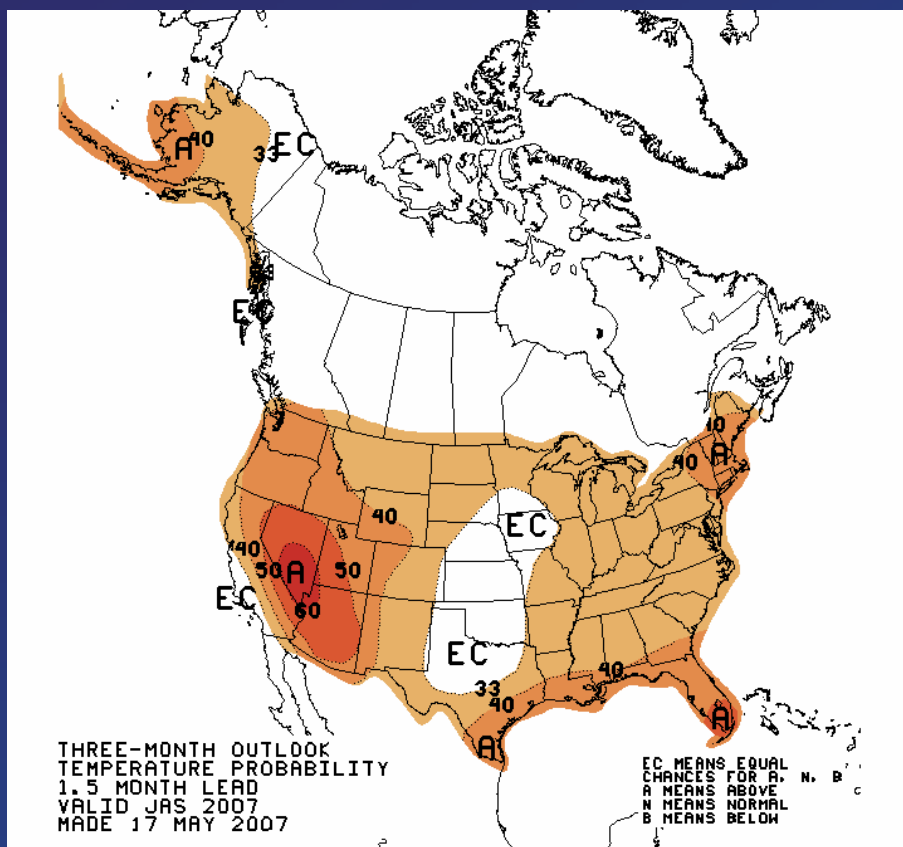 A 40
33 EC
EC
40
A
40
40
EC
40
50 A 50
EC
60
EC
33
40
40
A
A
THREE-MONTH OUTLOOK
TEMPERATURE PROBABILITY
1.5 MONTH LEAD
VALID JAS 2007
MADE 17 MAY 2007
EC MEANS EQUAL
CHANCES FOR A, N, B
A MEANS ABOVE
N MEANS NORMAL
B MEANS BELOW